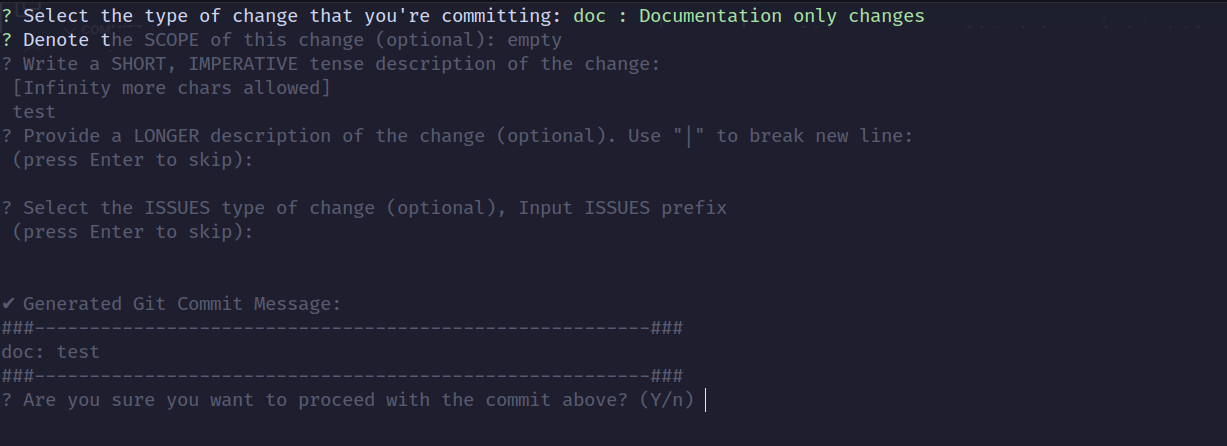 ? Select the type of change that you're committing: doc : Documentation only changes
? Denote the SCOPE of this change (optional): empty
? Write a SHORT, IMPERATIVE tense description of the change:
[Infinity more chars allowed]
test
? Provide a LONGER description of the change (optional). Use "|" to break new line:
(press Enter to skip):
? Select the ISSUES type of change (optional), Input ISSUES prefix
(press Enter to skip):
✔ Generated Git Commit Message:
###--------------------------------------------------------###
doc: test
###--------------------------------------------------------###
? Are you sure you want to proceed with the commit above? (Y/n)